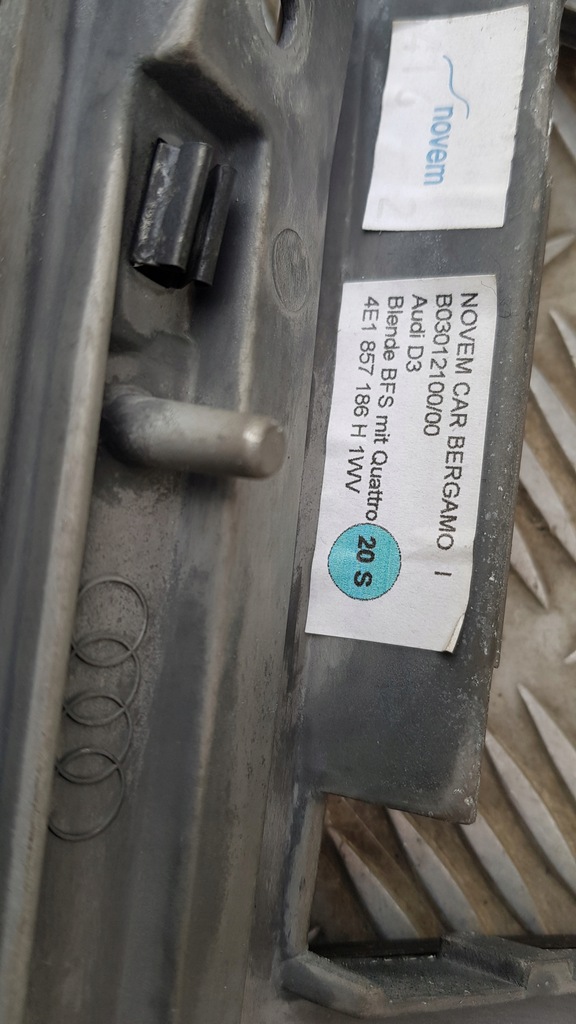 novem
NOVEM CAR BERGAMO I
B03012100/00
Audi D3
Blende BFS mit Quattro
4E1 857 186 H 1WV
20 S